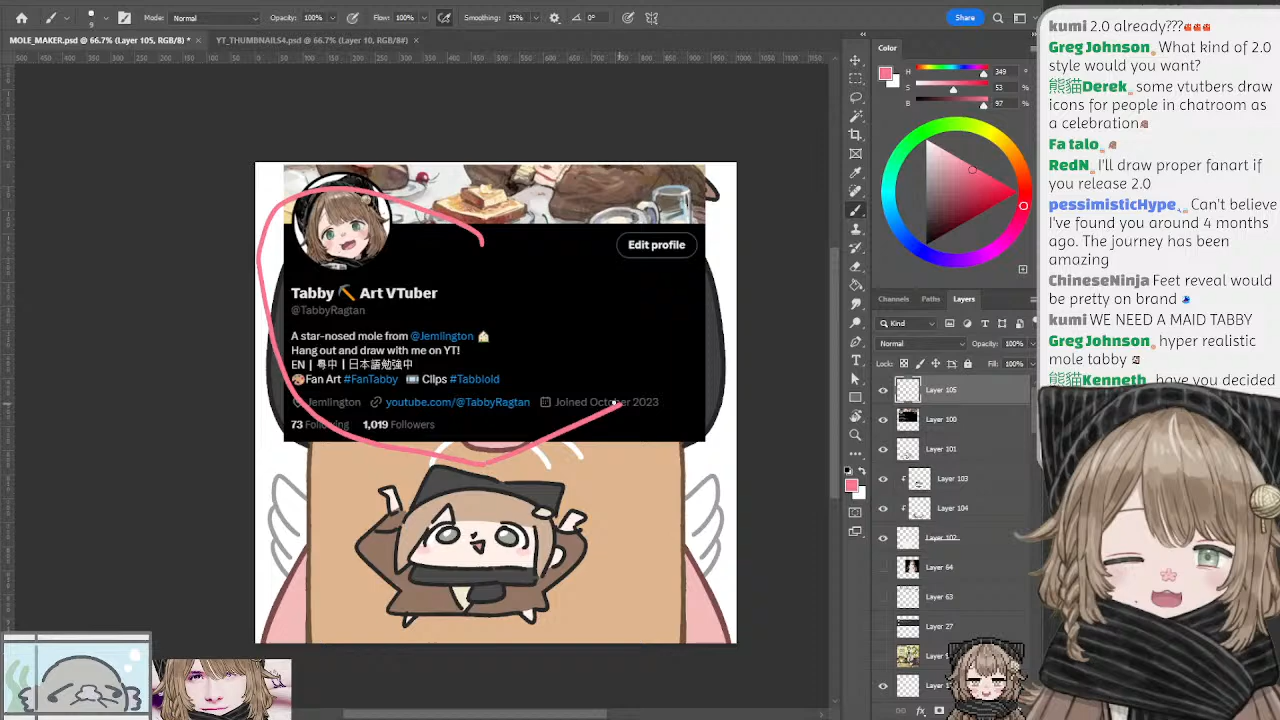 Mode: Normal Opacity: 100% Flow: 100% Smoothing: 15% 0° Share
MOLE_MAKER.psd @ 66.7% (Layer 105, RGB/8) * ×
YT_THUMBNAILS4.psd @ 66.7% (Layer 10, RGB/8#) ×
Color
H 349 °
S 53 %
B 97 %
Channels Paths Layers
Kind
Normal Opacity: 100%
Lock: Fill: 100%
Layer 105
Layer 100
Layer 101
Layer 103
Layer 104
Layer 102
Layer 64
Layer 63
Layer 27
fx
Edit profile
Tabby ⛏️ Art VTuber
@TabbyRagtan
A star-nosed mole from @Jemlington 🏠
Hang out and draw with me on YT!
EN | 粤中 | 日本語勉強中
🎨Fan Art #FanTabby 🎞️ Clips #Tabbloid
Jemlington youtube.com/@TabbyRagtan Joined October 2023
73 Following 1,019 Followers
kumi 2.0 already???
Greg Johnson What kind of 2.0
style would you want?
熊貓Derek some vtutbers draw
icons for people in chatroom as
a celebration
Fa talo
RedN I'll draw proper fanart if
you release 2.0
pessimisticHype Can't believe
I've found you around 4 months
ago. The journey has been
amazing
ChineseNinja Feet reveal would
be pretty on brand
kumi WE NEED A MAID TABBY
Greg Johnson hyper realistic
mole tabby
熊貓Kenneth have you decided